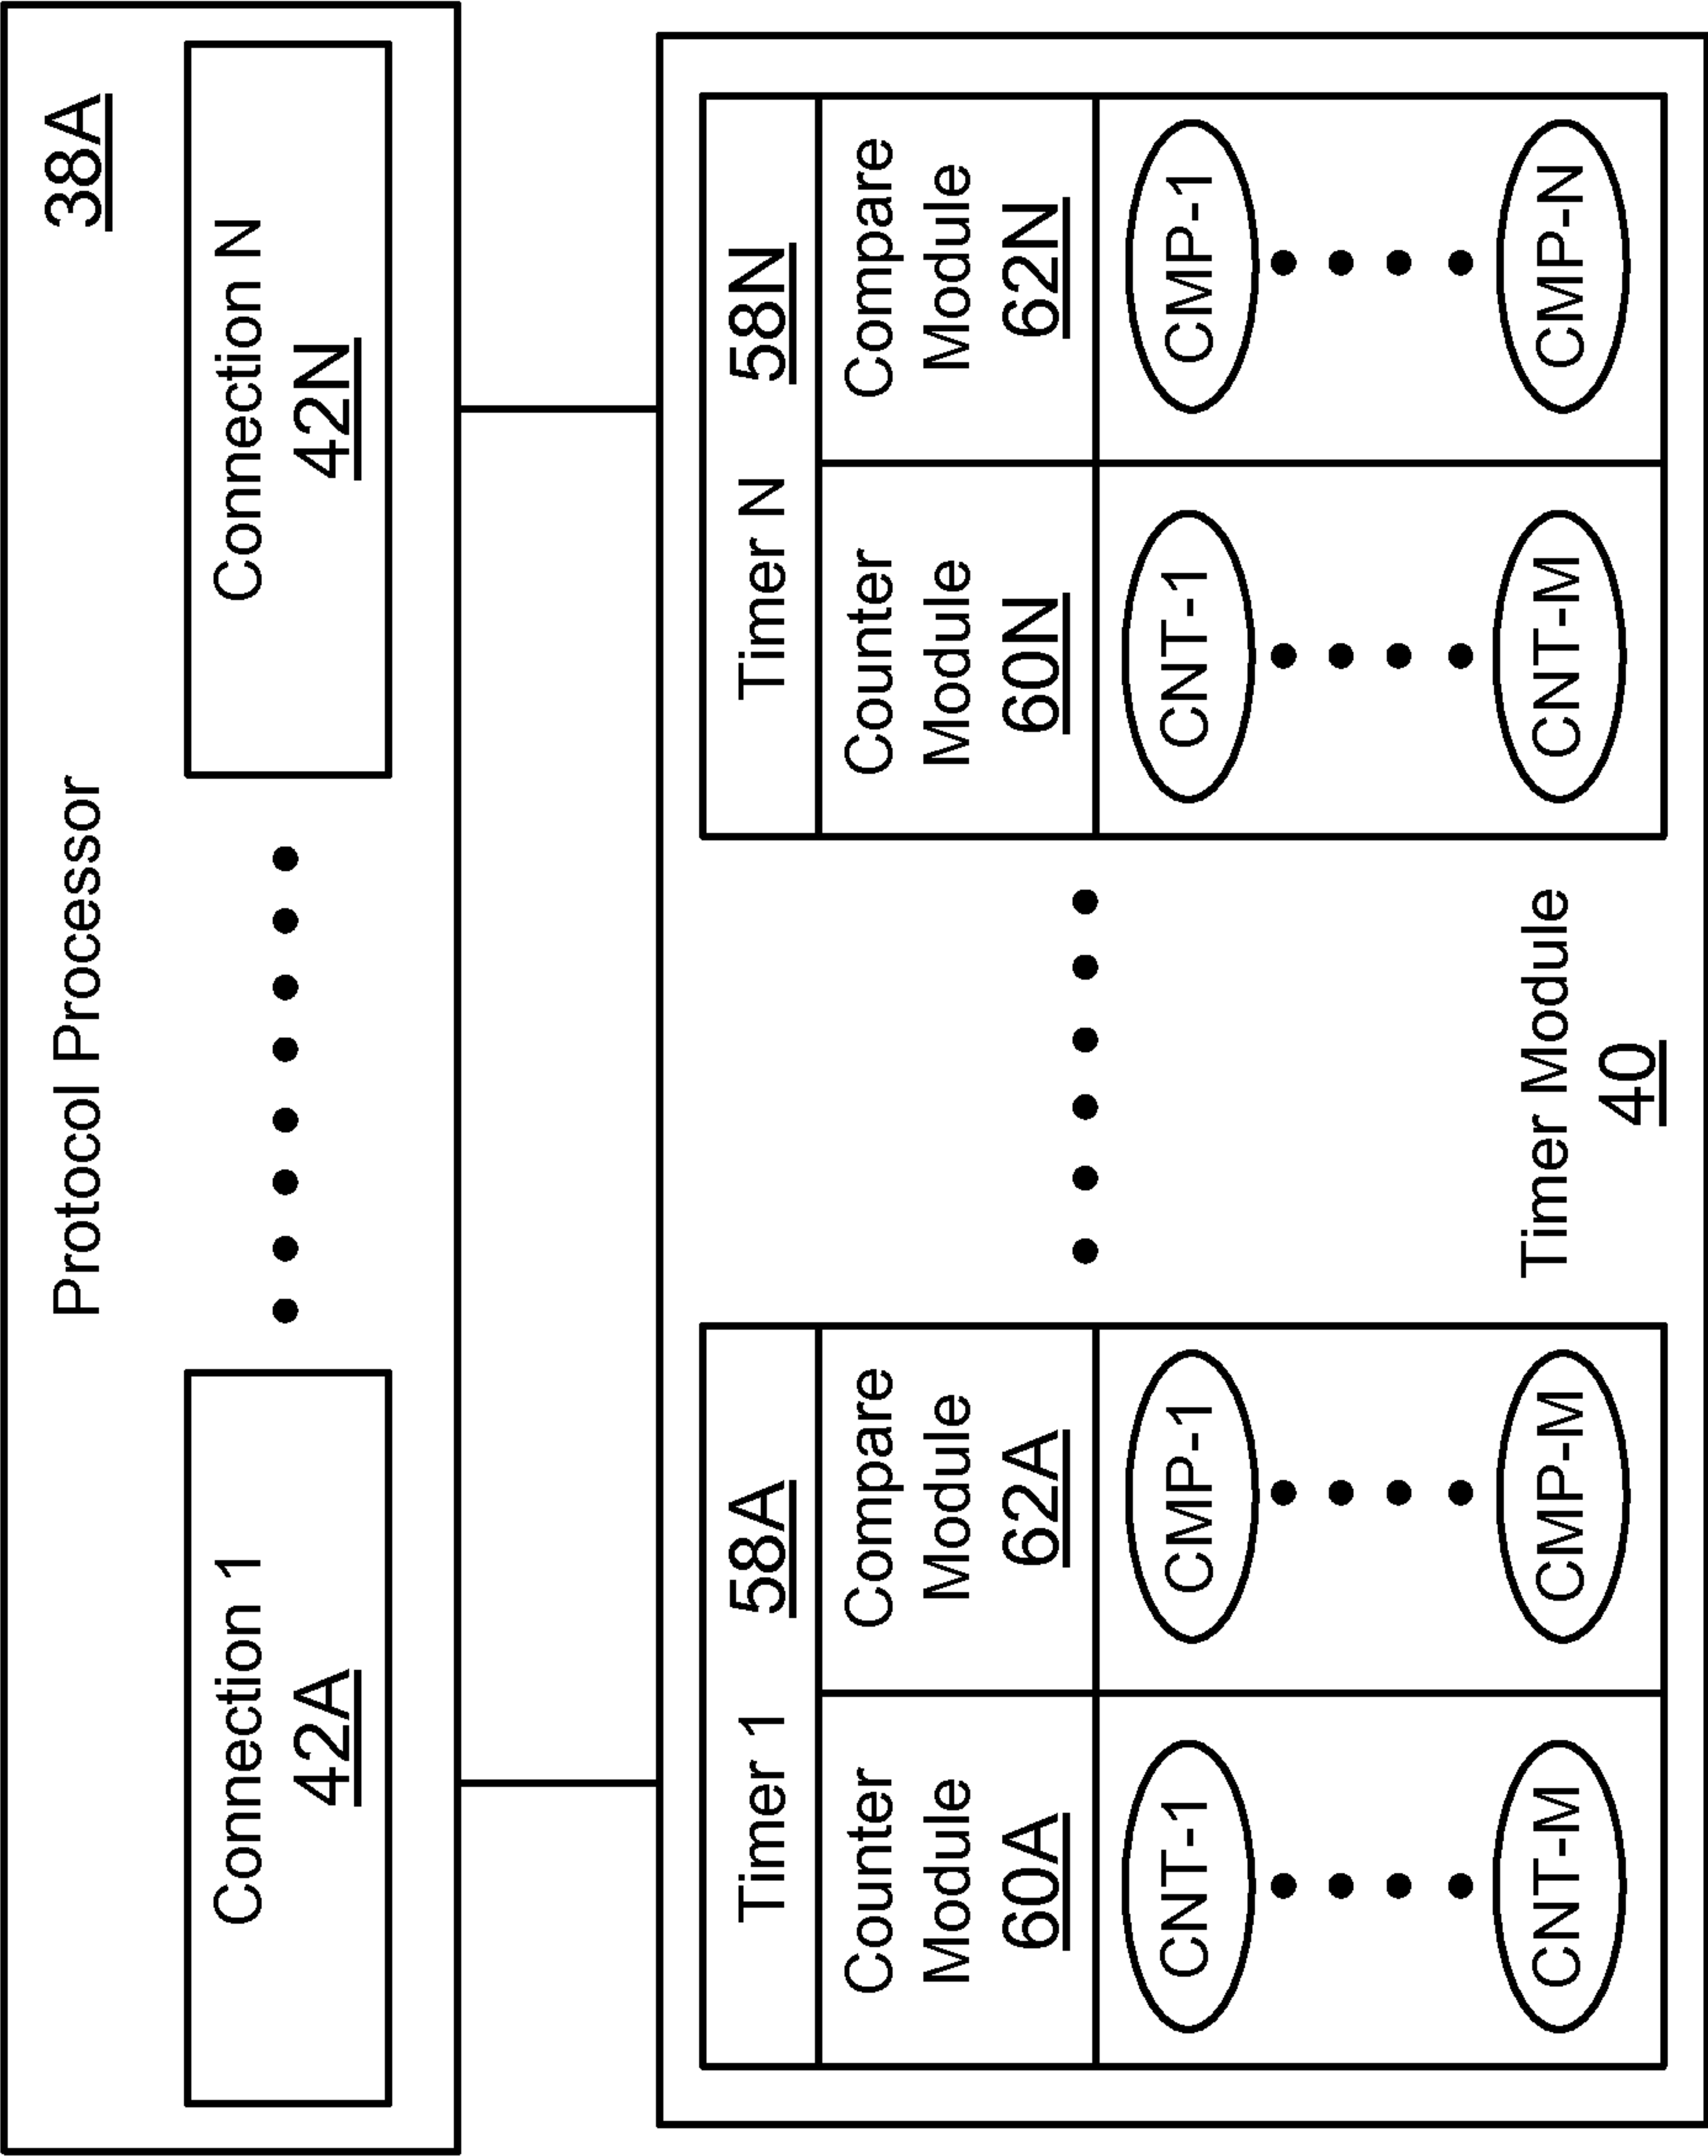 Protocol Processor
38A
Connection 1
42A
Connection N
42N
Timer 1
58A
Counter
Module
60A
Compare
Module
62A
CNT-1
CNT-M
CMP-1
CMP-M
Timer N
58N
Counter
Module
60N
Compare
Module
62N
CNT-1
CNT-M
CMP-1
CMP-N
Timer Module
40